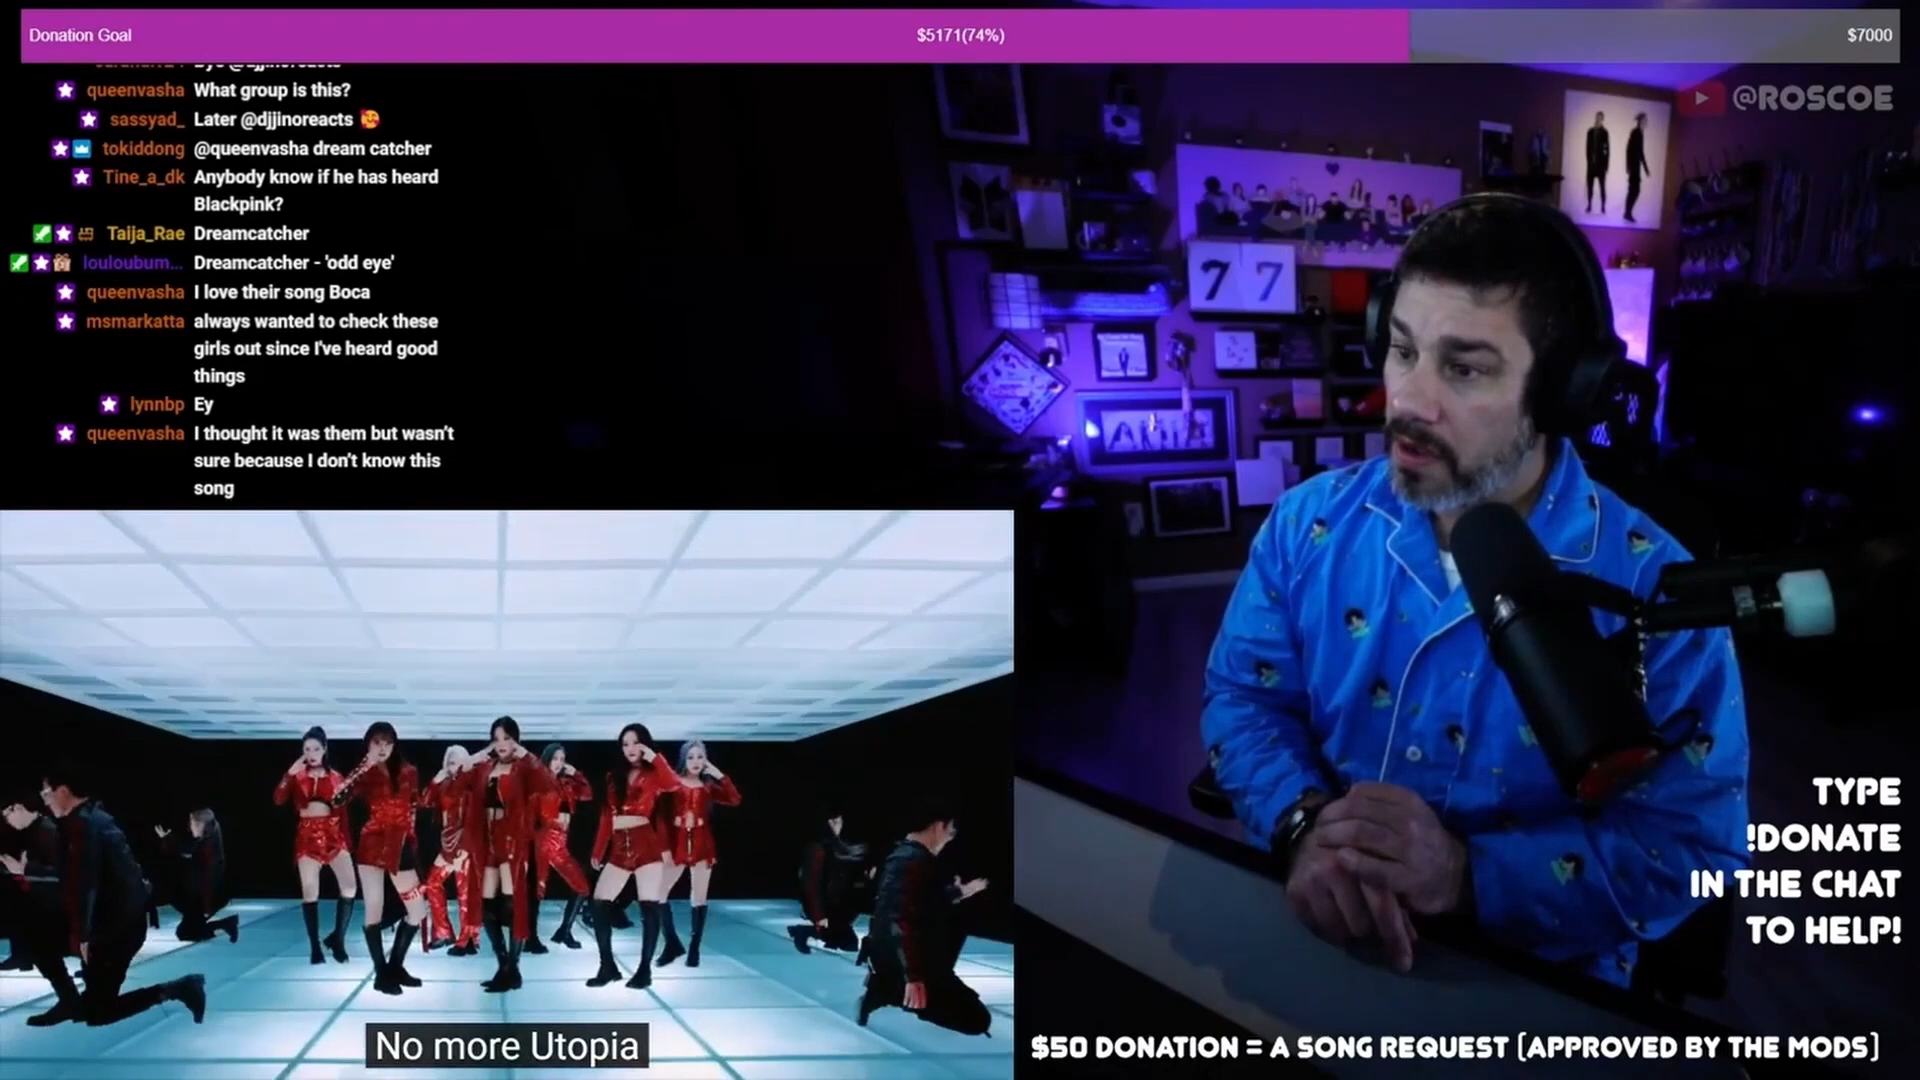 Donation Goal $5171(74%) $7000
queenvasha What group is this?
sassyad_ Later @djjinoreacts
tokiddong @queenvasha dream catcher
Tine_a_dk Anybody know if he has heard
Blackpink?
Taija_Rae Dreamcatcher
louloubum... Dreamcatcher - 'odd eye'
queenvasha I love their song Boca
msmarkatta always wanted to check these
girls out since I've heard good
things
lynnbp Ey
queenvasha I thought it was them but wasn't
sure because I don't know this
song
@ROSCOE
7 7
No more Utopia
TYPE
!DONATE
IN THE CHAT
TO HELP!
$50 DONATION = A SONG REQUEST [APPROVED BY THE MODS]